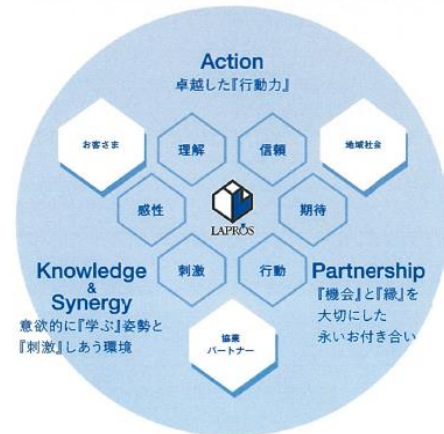 Action
卓越した『行動力』
お客さま
理解
信頼
地域社会
感性
LAPROS
期待
刺激
行動
Knowledge
&
Synergy
意欲的に『学ぶ』姿勢と
『刺激』しあう環境
Partnership
『機会』と『縁』を
大切にした
永いお付き合い
協業
パートナー